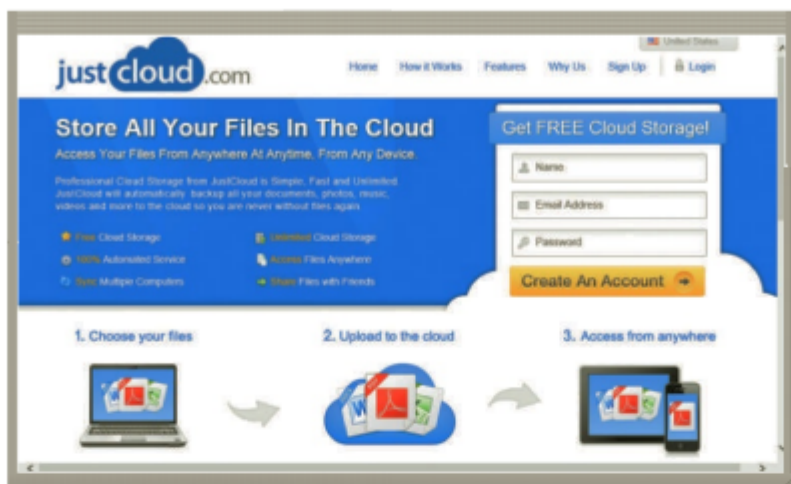 United States
justcloud.com
Home How it Works Features Why Us Sign Up Login
Store All Your Files In The Cloud
Access Your Files From Anywhere At Anytime. From Any Device.
Professional Cloud Storage from JustCloud is Simple, Fast and Unlimited.
JustCloud will automatically backup all your documents, photos, music,
videos and more to the cloud so you are never without files again.
Free Cloud Storage
Unlimited Cloud Storage
100% Automated Service
Access Files Anywhere
Sync Multiple Computers
Share Files with Friends
Get FREE Cloud Storage!
Name
Email Address
Password
Create An Account
1. Choose your files
2. Upload to the cloud
3. Access from anywhere